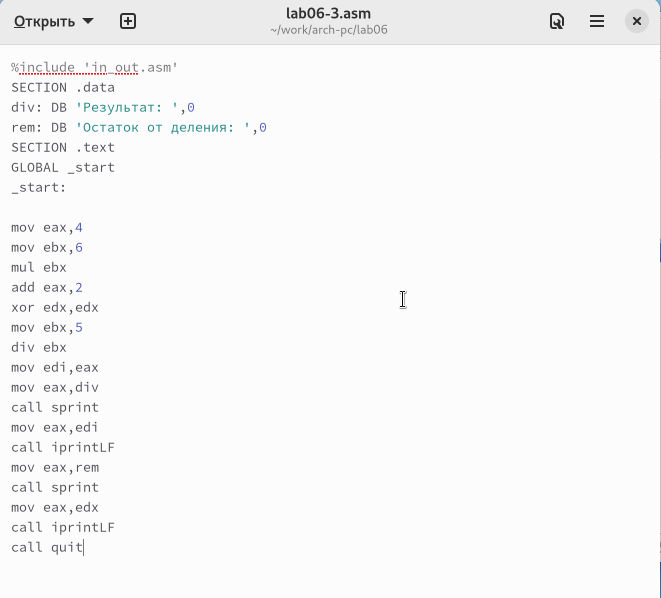 Открыть
lab06-3.asm
~/work/arch-pc/lab06
%include 'in_out.asm'
SECTION .data
div: DB 'Результат: ',0
rem: DB 'Остаток от деления: ',0
SECTION .text
GLOBAL _start
_start:
mov eax,4
mov ebx,6
mul ebx
add eax,2
xor edx,edx
mov ebx,5
div ebx
mov edi,eax
mov eax,div
call sprint
mov eax,edi
call iprintLF
mov eax,rem
call sprint
mov eax,edx
call iprintLF
call quit